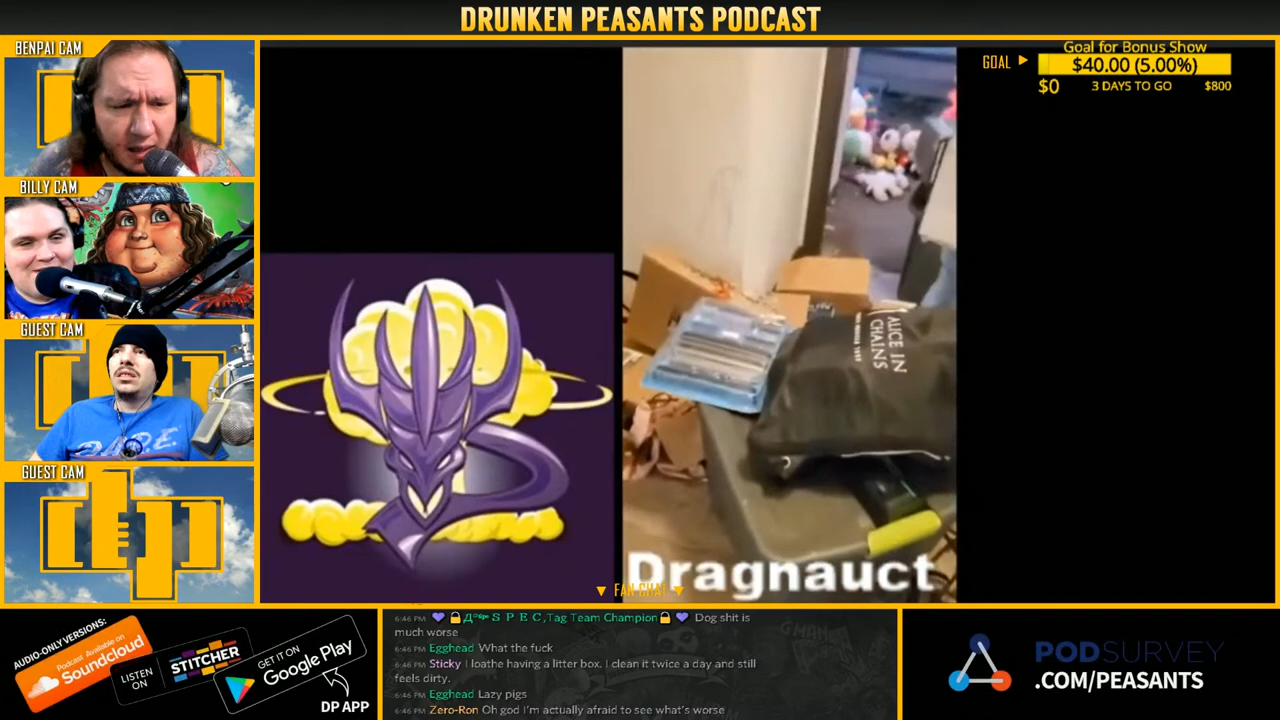 DRUNKEN PEASANTS PODCAST
BENPAI CAM
BILLY CAM
GUEST CAM
GUEST CAM
Goal for Bonus Show
GOAL ▶
$40.00 (5.00%)
$0
3 DAYS TO GO
$800
ALICE IN
CHAINS
Dragnauct
▼ FAN CHAT ▼
AUDIO-ONLY VERSIONS:
Podcast Available on
Soundcloud
LISTEN
ON
STITCHER
GET IT ON
Google Play
DP APP
6:46 PM 💜 🔒 S P E C,Tag Team Champion 🔒 💜 Dog shit is
much worse
6:46 PM Egghead What the fuck
6:46 PM Sticky I loathe having a litter box. I clean it twice a day and still
feels dirty.
6:46 PM Egghead Lazy pigs
6:46 PM Zero-Ron Oh god I'm actually afraid to see what's worse
PODSURVEY
.COM/PEASANTS